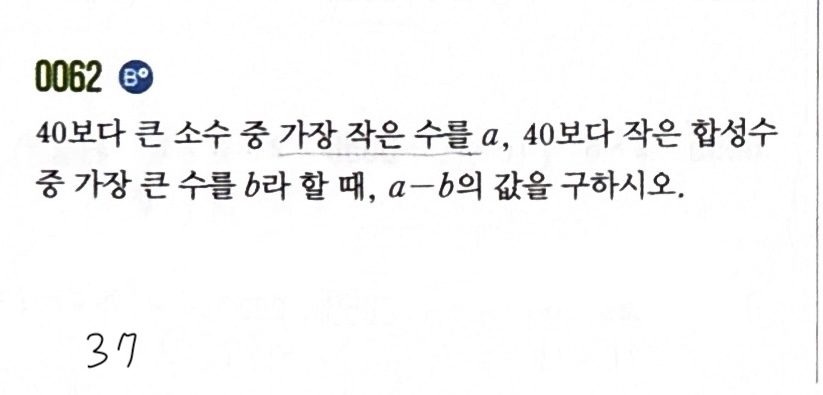 0062 B°
40보다 큰 소수 중 가장 작은 수를 a, 40보다 작은 합성수
중 가장 큰 수를 b라 할 때, a-b의 값을 구하시오.
37